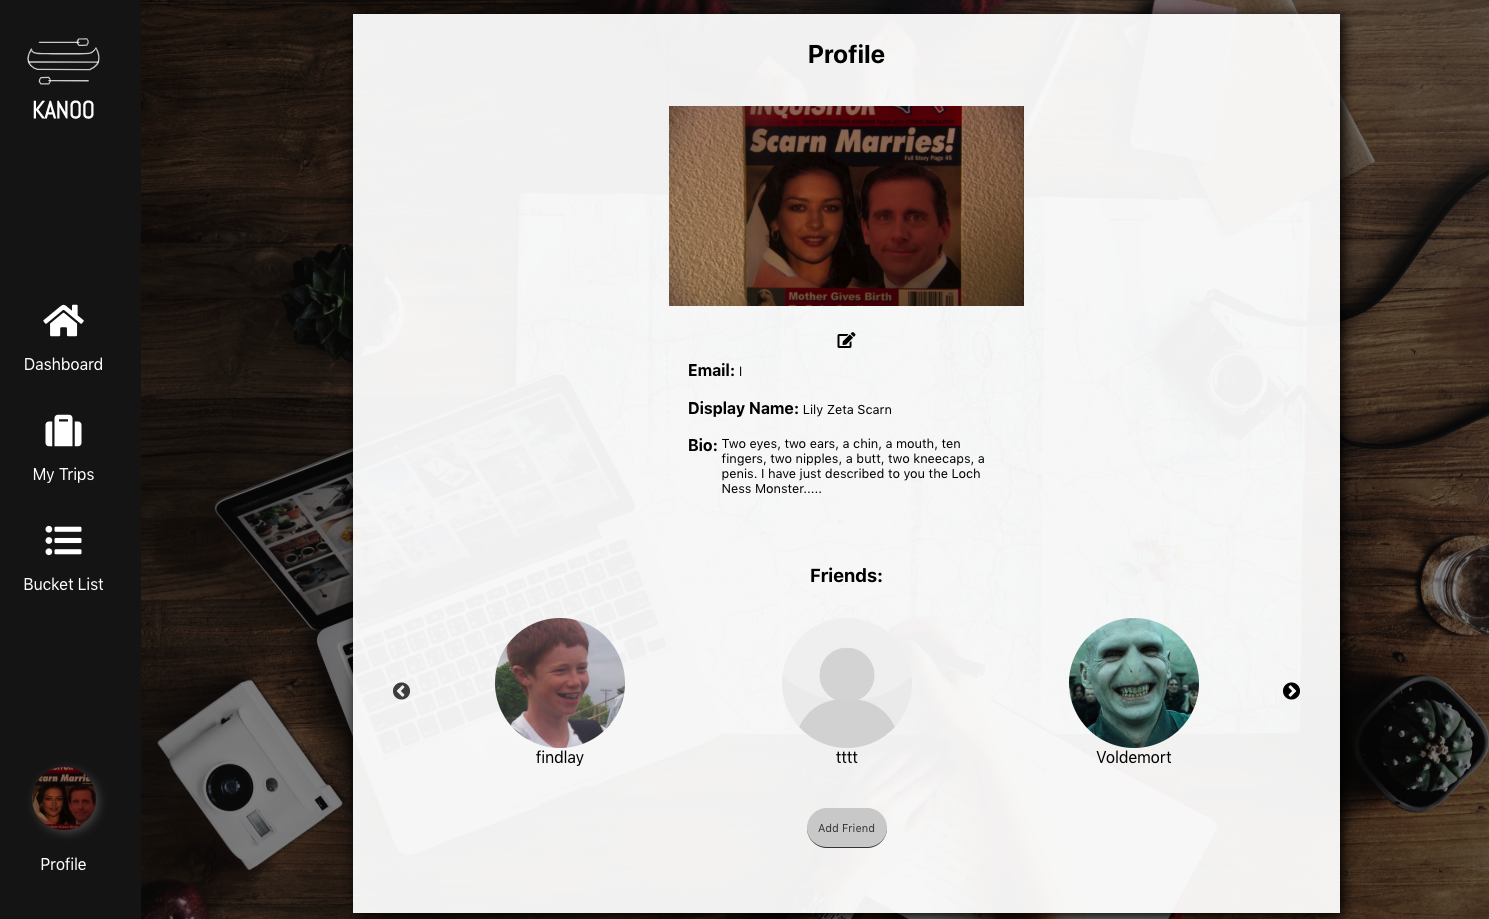 KANOO
Dashboard
My Trips
Bucket List
Profile
Profile
INQUISITOR
Scarn Marries!
Full Story Page 45
Mother Gives Birth
Email: l
Display Name: Lily Zeta Scarn
Bio: Two eyes, two ears, a chin, a mouth, ten
fingers, two nipples, a butt, two kneecaps, a
penis. I have just described to you the Loch
Ness Monster.....
Friends:
findlay
tttt
Voldemort
Add Friend